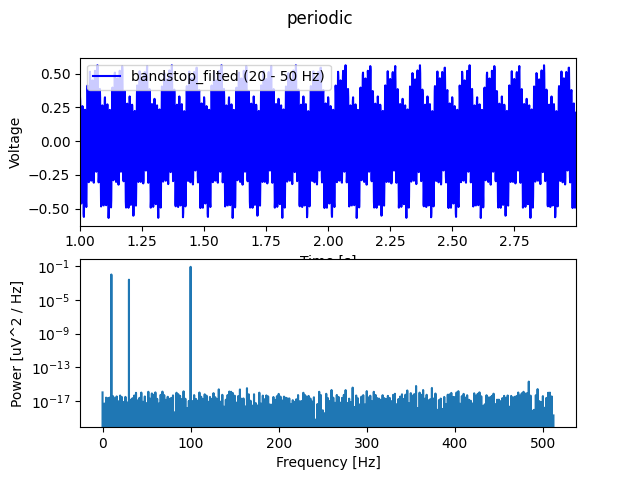 periodic
bandstop_filted (20 - 50 Hz)
Voltage
0.50
0.25
0.00
−0.25
−0.50
1.00 1.25 1.50 1.75 2.00 2.25 2.50 2.75
Time [s]
Power [uV^2 / Hz]
10^-1
10^-5
10^-9
10^-13
10^-17
0 100 200 300 400 500
Frequency [Hz]